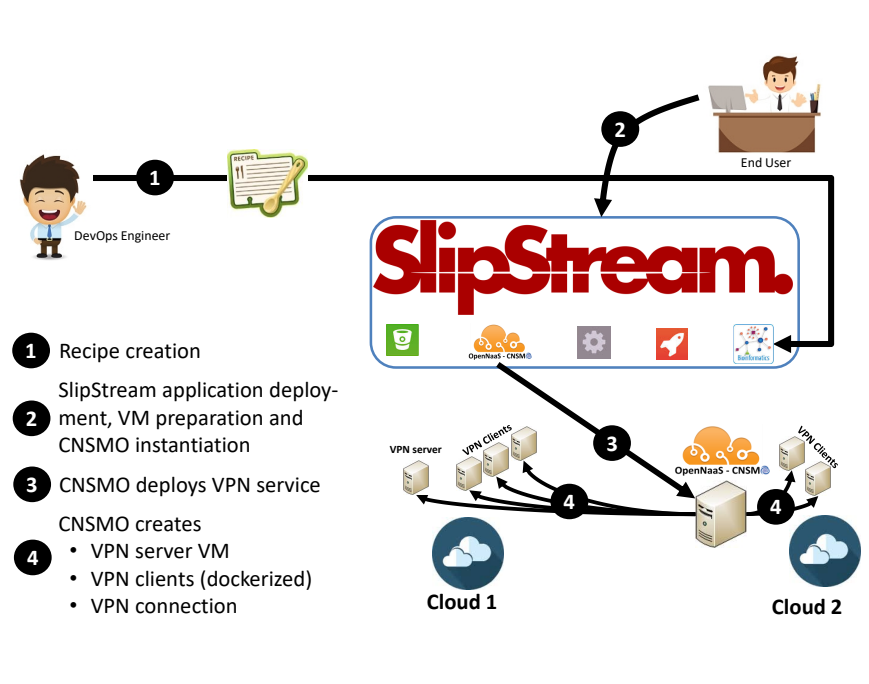 2
End User
RECIPE
1
DevOps Engineer
SlipStream.
OpenNaaS - CNSM
Bioinformatics
1 Recipe creation
SlipStream application deploy-
2 ment, VM preparation and
CNSMO instantiation
3 CNSMO deploys VPN service
CNSMO creates
4
• VPN server VM
• VPN clients (dockerized)
• VPN connection
3
VPN server
VPN Clients
OpenNaaS - CNSM
VPN Clients
4
4
Cloud 1
Cloud 2